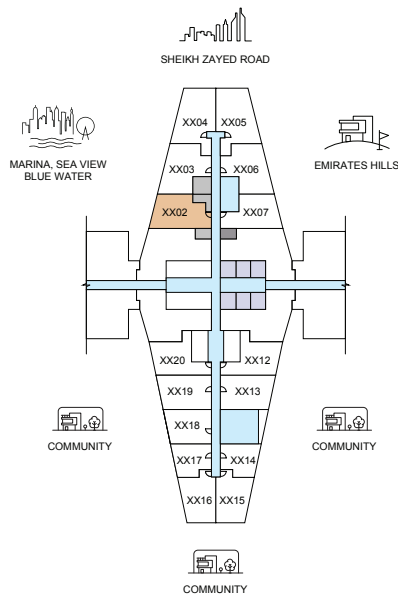 SHEIKH ZAYED ROAD
XX04 XX05
MARINA, SEA VIEW
BLUE WATER
EMIRATES HILLS
XX03 XX06
XX02 XX07
XX20 XX12
XX19 XX13
XX18
XX17 XX14
XX16 XX15
COMMUNITY
COMMUNITY
COMMUNITY